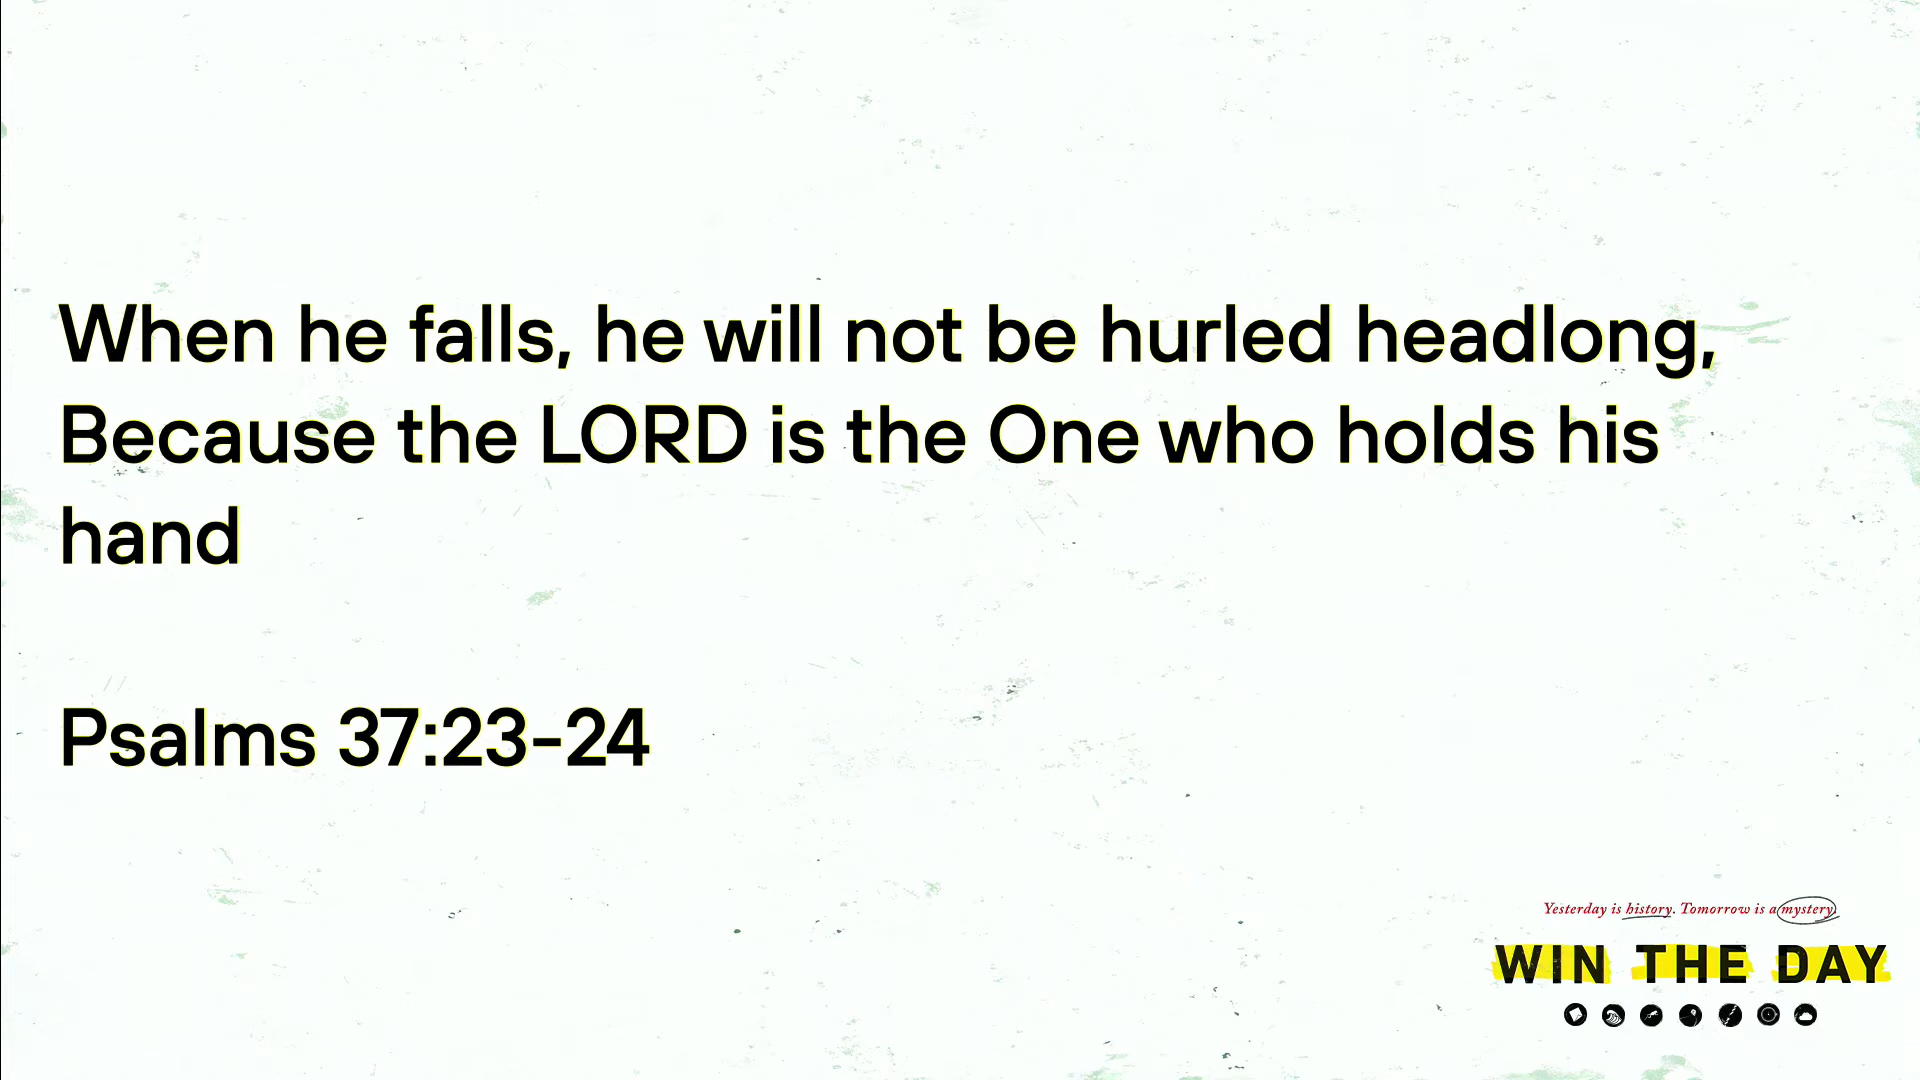 When he falls, he will not be hurled headlong,
Because the LORD is the One who holds his
hand
Psalms 37:23-24
Yesterday is history. Tomorrow is a mystery.
WIN THE DAY